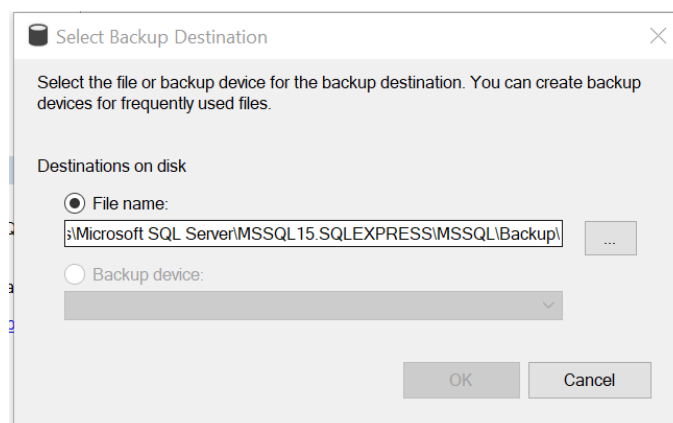 Select Backup Destination
Select the file or backup device for the backup destination. You can create backup
devices for frequently used files.
Destinations on disk
File name:
s\Microsoft SQL Server\MSSQL15.SQLEXPRESS\MSSQL\Backup\
...
Backup device:
OK
Cancel